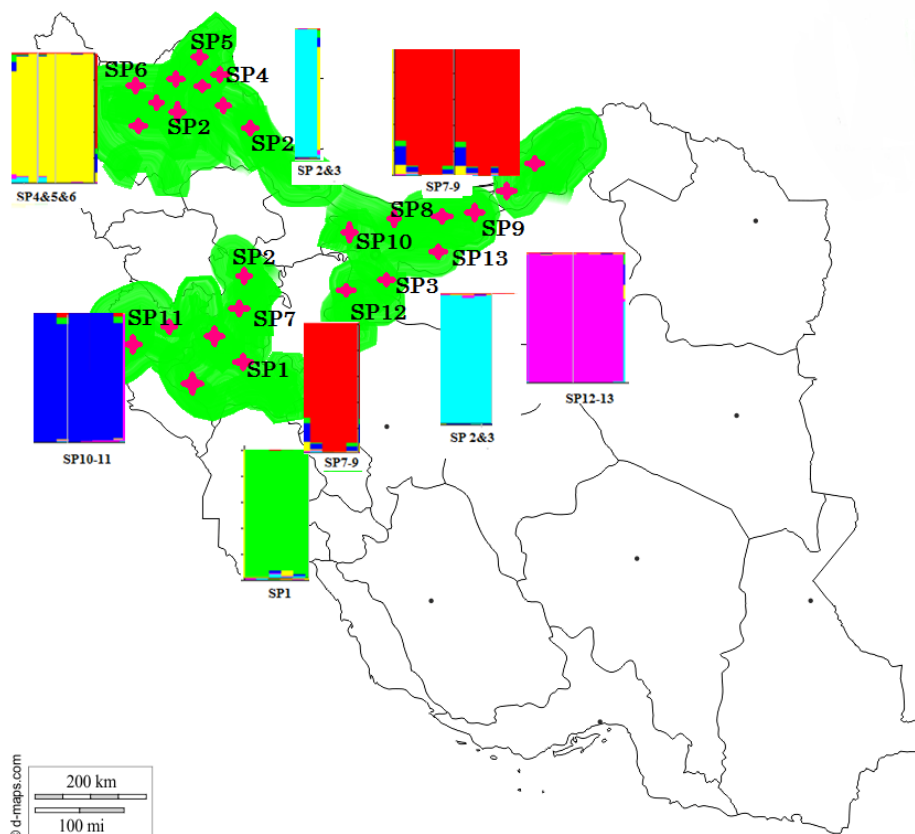 SP5
SP6
SP4
SP2
SP2
SP 2&3
SP7-9
SP4&5&6
SP8
SP9
SP10
SP13
SP2
SP3
SP12
SP11
SP7
SP1
SP12-13
SP 2&3
SP10-11
SP7-9
SP1
200 km
100 mi
© d-maps.com